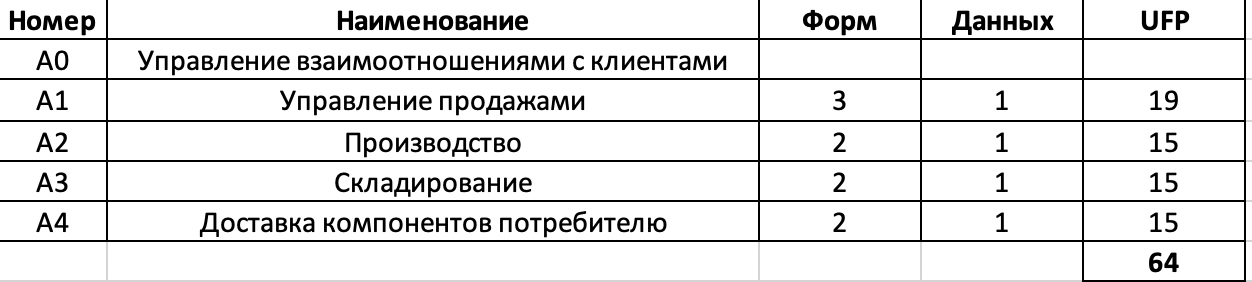 Номер Наименование Форм Данных UFP
A0 Управление взаимоотношениями с клиентами
A1 Управление продажами 3 1 19
A2 Производство 2 1 15
A3 Складирование 2 1 15
A4 Доставка компонентов потребителю 2 1 15
64